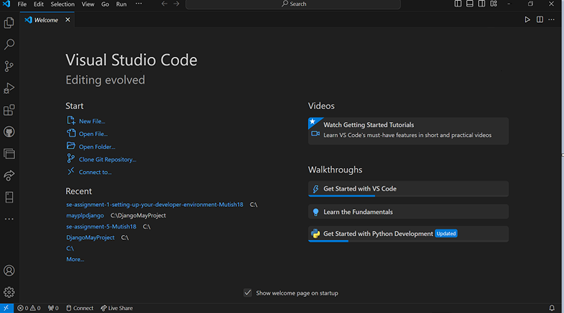 File Edit Selection View Go Run ··· Search
Welcome
Visual Studio Code
Editing evolved
Start
New File...
Open File...
Open Folder...
Clone Git Repository...
Connect to...
Recent
se-assignment-1-setting-up-your-developer-environment-Mutish18 C:\
mayplpdjango C:\DjangoMayProject
se-assignment-5-Mutish18 C:\
DjangoMayProject C:\
C:\
More...
Videos
Watch Getting Started Tutorials
Learn VS Code's must-have features in short and practical videos
Walkthroughs
Get Started with VS Code
Learn the Fundamentals
Get Started with Python Development Updated
Show welcome page on startup
0 0 0 Connect Live Share